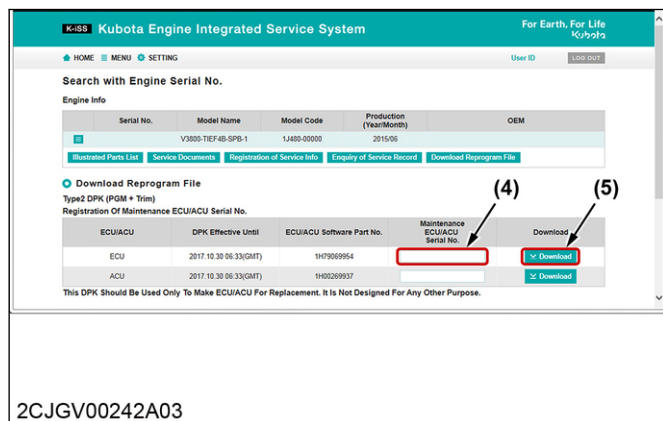 K-iSS Kubota Engine Integrated Service System
For Earth, For Life
Kubota
HOME MENU SETTING User ID LOG OUT
Search with Engine Serial No.
Engine Info
Serial No. Model Name Model Code Production (Year/Month) OEM
V3800-TIEF4B-SPB-1 1J480-00000 2015/06
Illustrated Parts List Service Documents Registration of Service Info Enquiry of Service Record Download Reprogram File
Download Reprogram File
(4) (5)
Type2 DPK (PGM + Trim)
Registration Of Maintenance ECU/ACU Serial No.
ECU/ACU DPK Effective Until ECU/ACU Software Part No. Maintenance ECU/ACU Serial No. Download
ECU 2017.10.30 06:33(GMT) 1H79069954 Download
ACU 2017.10.30 06:33(GMT) 1H00269937 Download
This DPK Should Be Used Only To Make ECU/ACU For Replacement. It Is Not Designed For Any Other Purpose.
2CJGV00242A03